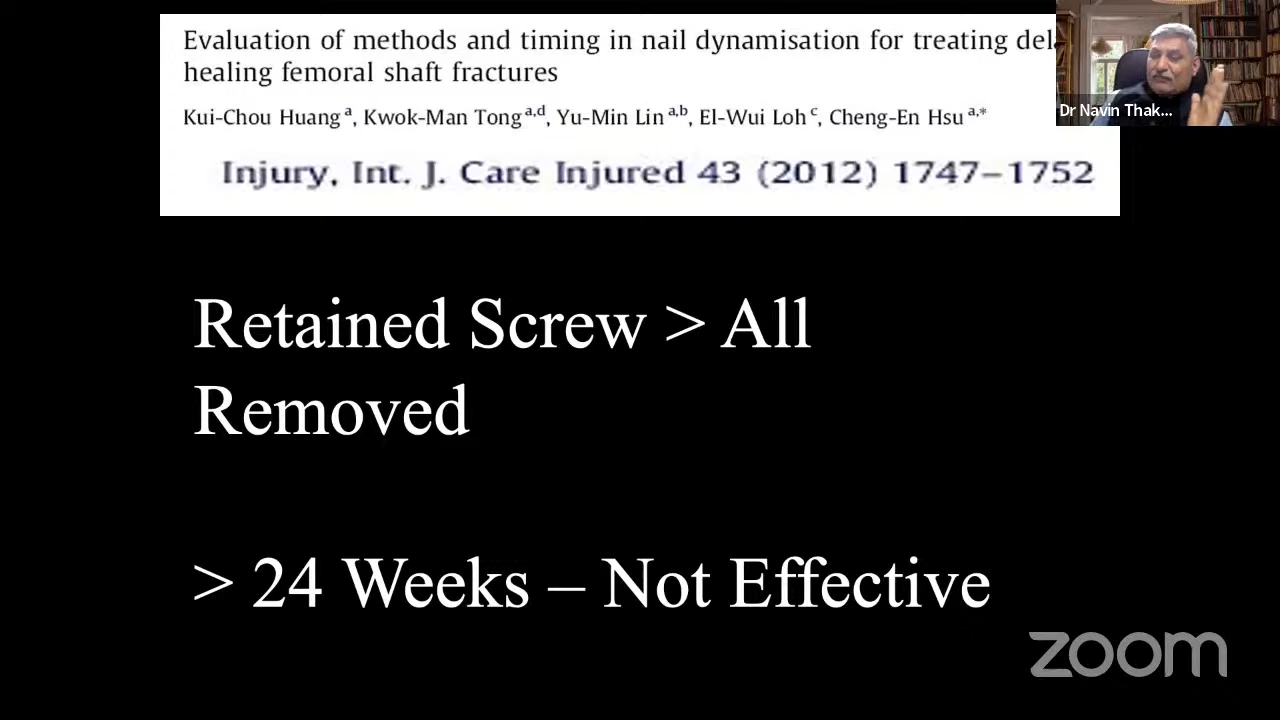 Evaluation of methods and timing in nail dynamisation for treating
healing femoral shaft fractures
Kui-Chou Huang a, Kwok-Man Tong a,d, Yu-Min Lin a,b, El-Wui Loh c, Cheng-En Hsu a,*
Injury, Int. J. Care Injured 43 (2012) 1747–1752
Dr Navin Thak...
Retained Screw > All
Removed
> 24 Weeks – Not Effective
zoom